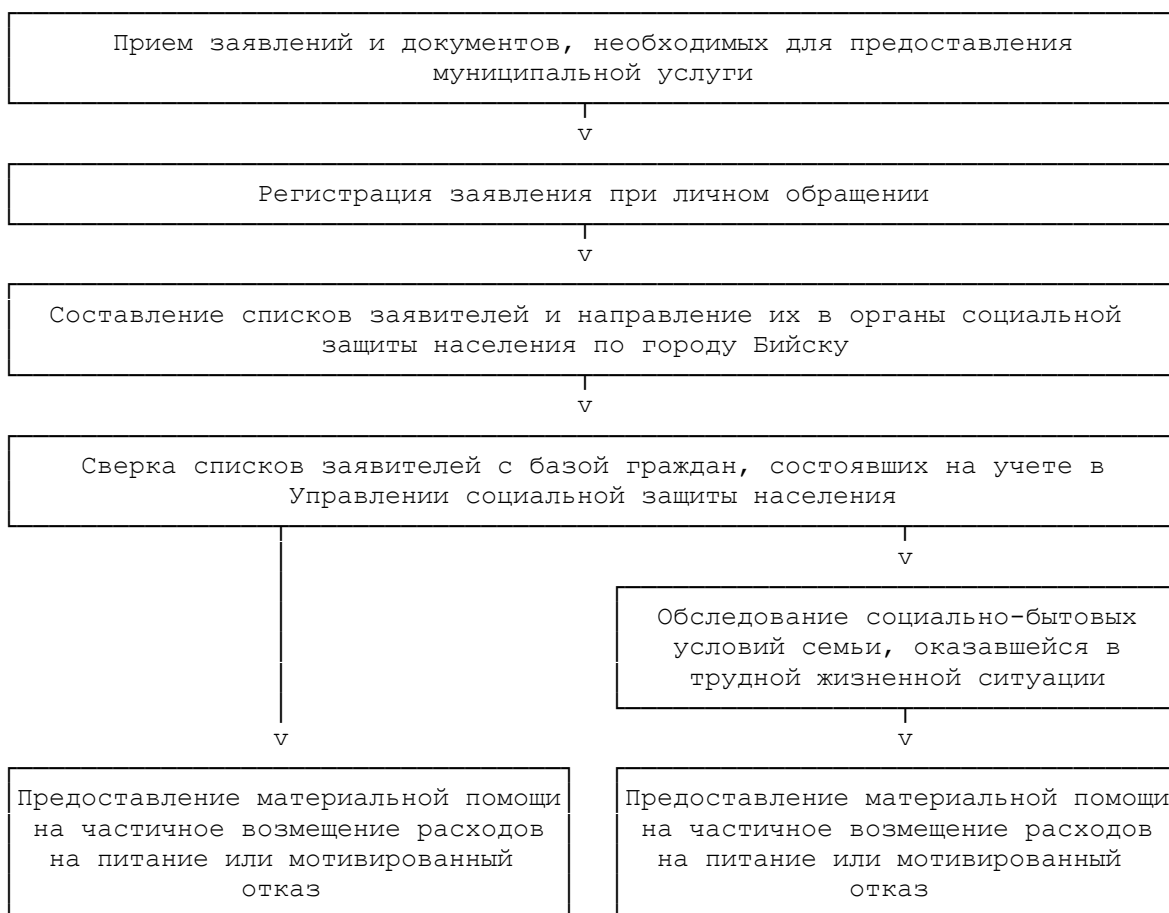 Прием заявлений и документов, необходимых для предоставления
муниципальной услуги
v
Регистрация заявления при личном обращении
v
Составление списков заявителей и направление их в органы социальной
защиты населения по городу Бийску
v
Сверка списков заявителей с базой граждан, состоявших на учете в
Управлении социальной защиты населения
v
Обследование социально-бытовых
условий семьи, оказавшейся в
трудной жизненной ситуации
v
v
Предоставление материальной помощи
на частичное возмещение расходов
на питание или мотивированный
отказ
Предоставление материальной помощи
на частичное возмещение расходов
на питание или мотивированный
отказ